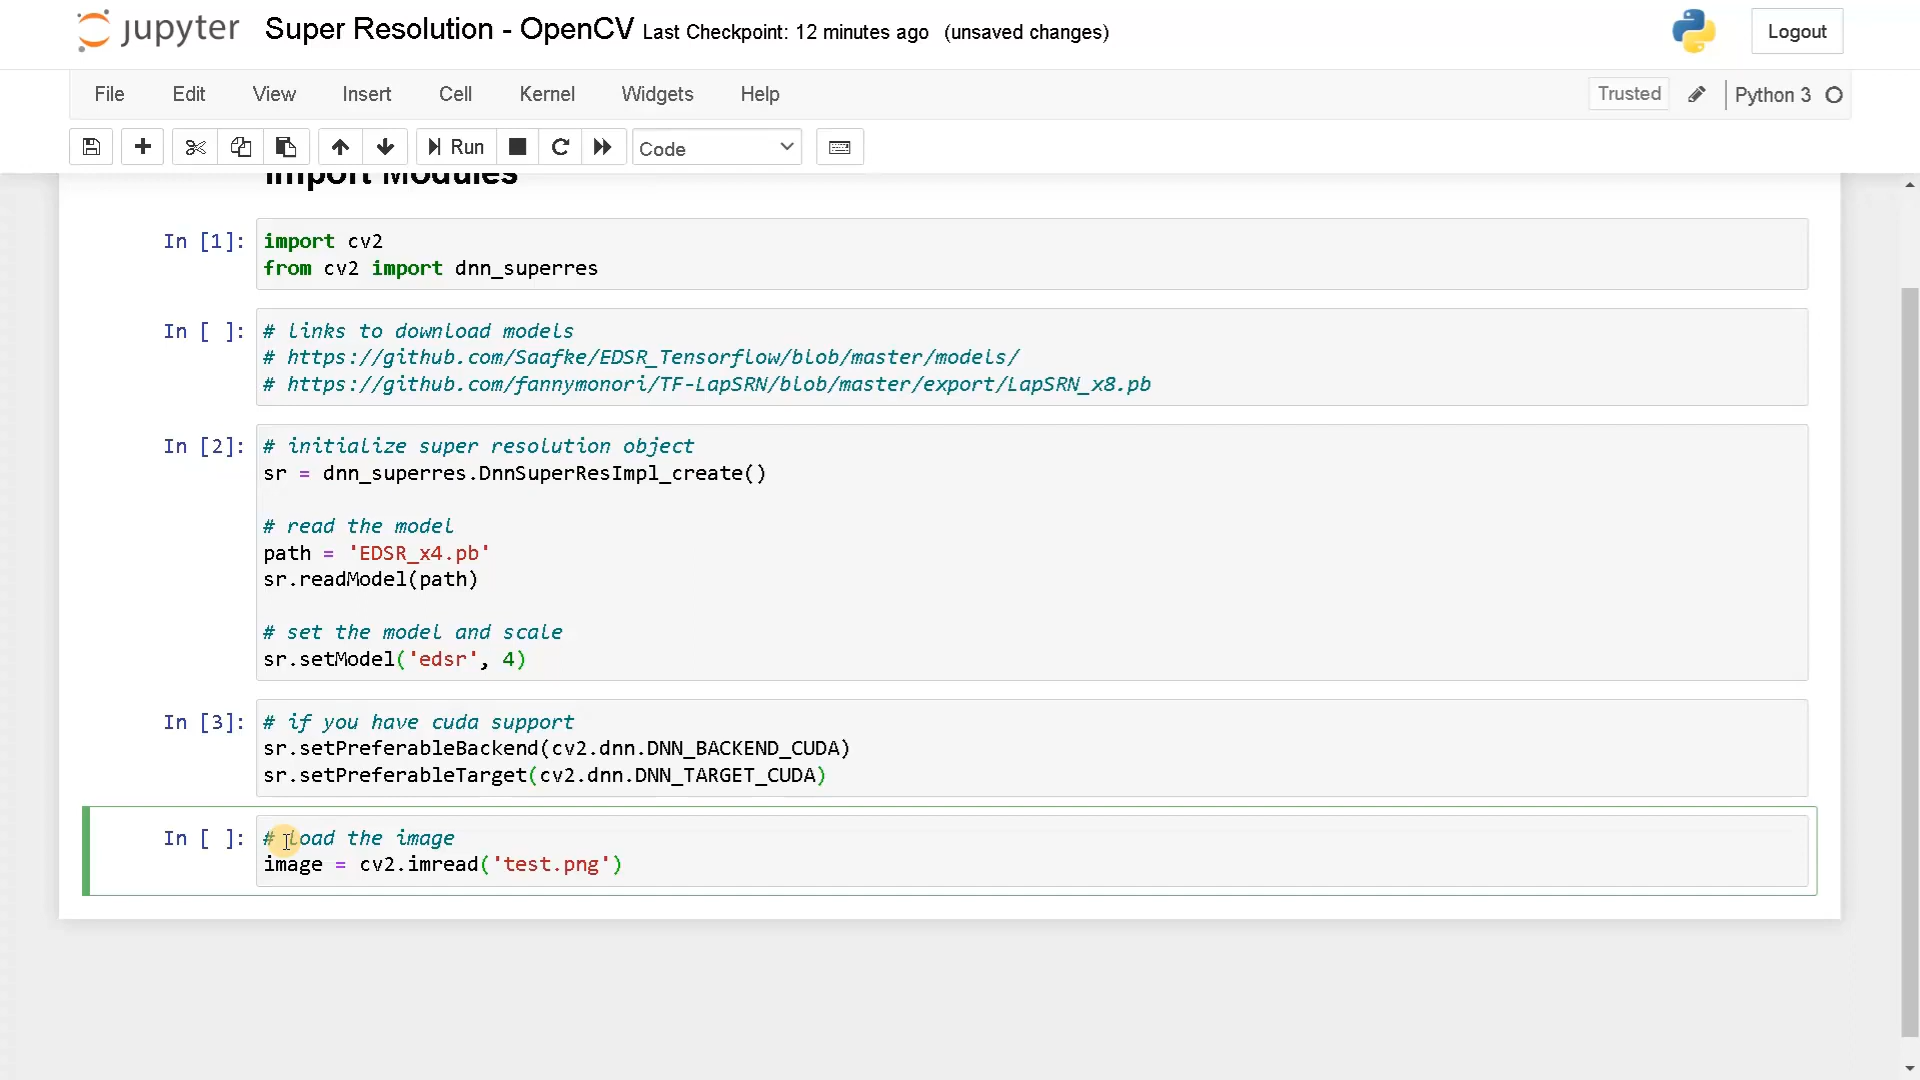 jupyter Super Resolution - OpenCV Last Checkpoint: 12 minutes ago (unsaved changes) Logout
File Edit View Insert Cell Kernel Widgets Help Trusted Python 3
Run Code
Import Modules
In [1]: import cv2
from cv2 import dnn_superres
In [ ]: # links to download models
# https://github.com/Saafke/EDSR_Tensorflow/blob/master/models/
# https://github.com/fannymonori/TF-LapSRN/blob/master/export/LapSRN_x8.pb
In [2]: # initialize super resolution object
sr = dnn_superres.DnnSuperResImpl_create()
# read the model
path = 'EDSR_x4.pb'
sr.readModel(path)
# set the model and scale
sr.setModel('edsr', 4)
In [3]: # if you have cuda support
sr.setPreferableBackend(cv2.dnn.DNN_BACKEND_CUDA)
sr.setPreferableTarget(cv2.dnn.DNN_TARGET_CUDA)
In [ ]: # load the image
image = cv2.imread('test.png')